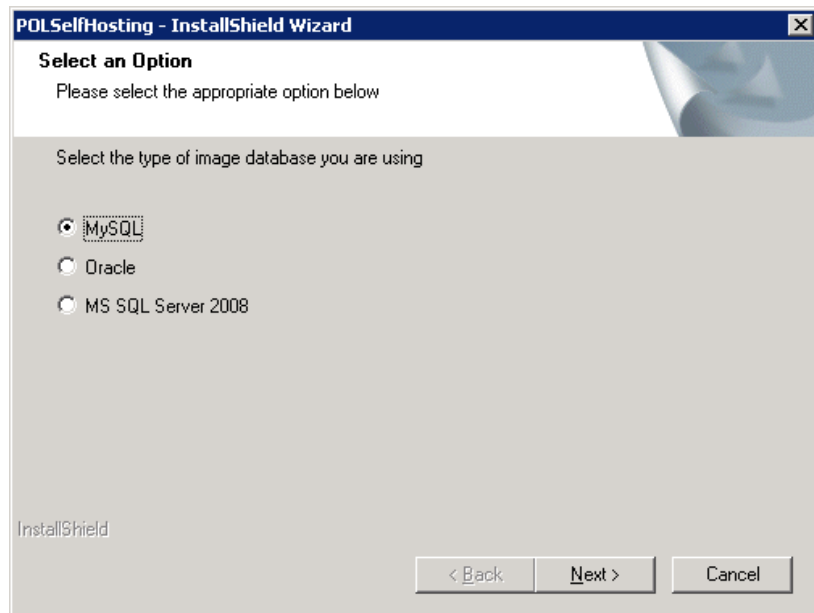 POLSelfHosting - InstallShield Wizard
Select an Option
Please select the appropriate option below
Select the type of image database you are using
MySQL
Oracle
MS SQL Server 2008
InstallShield
< Back
Next >
Cancel